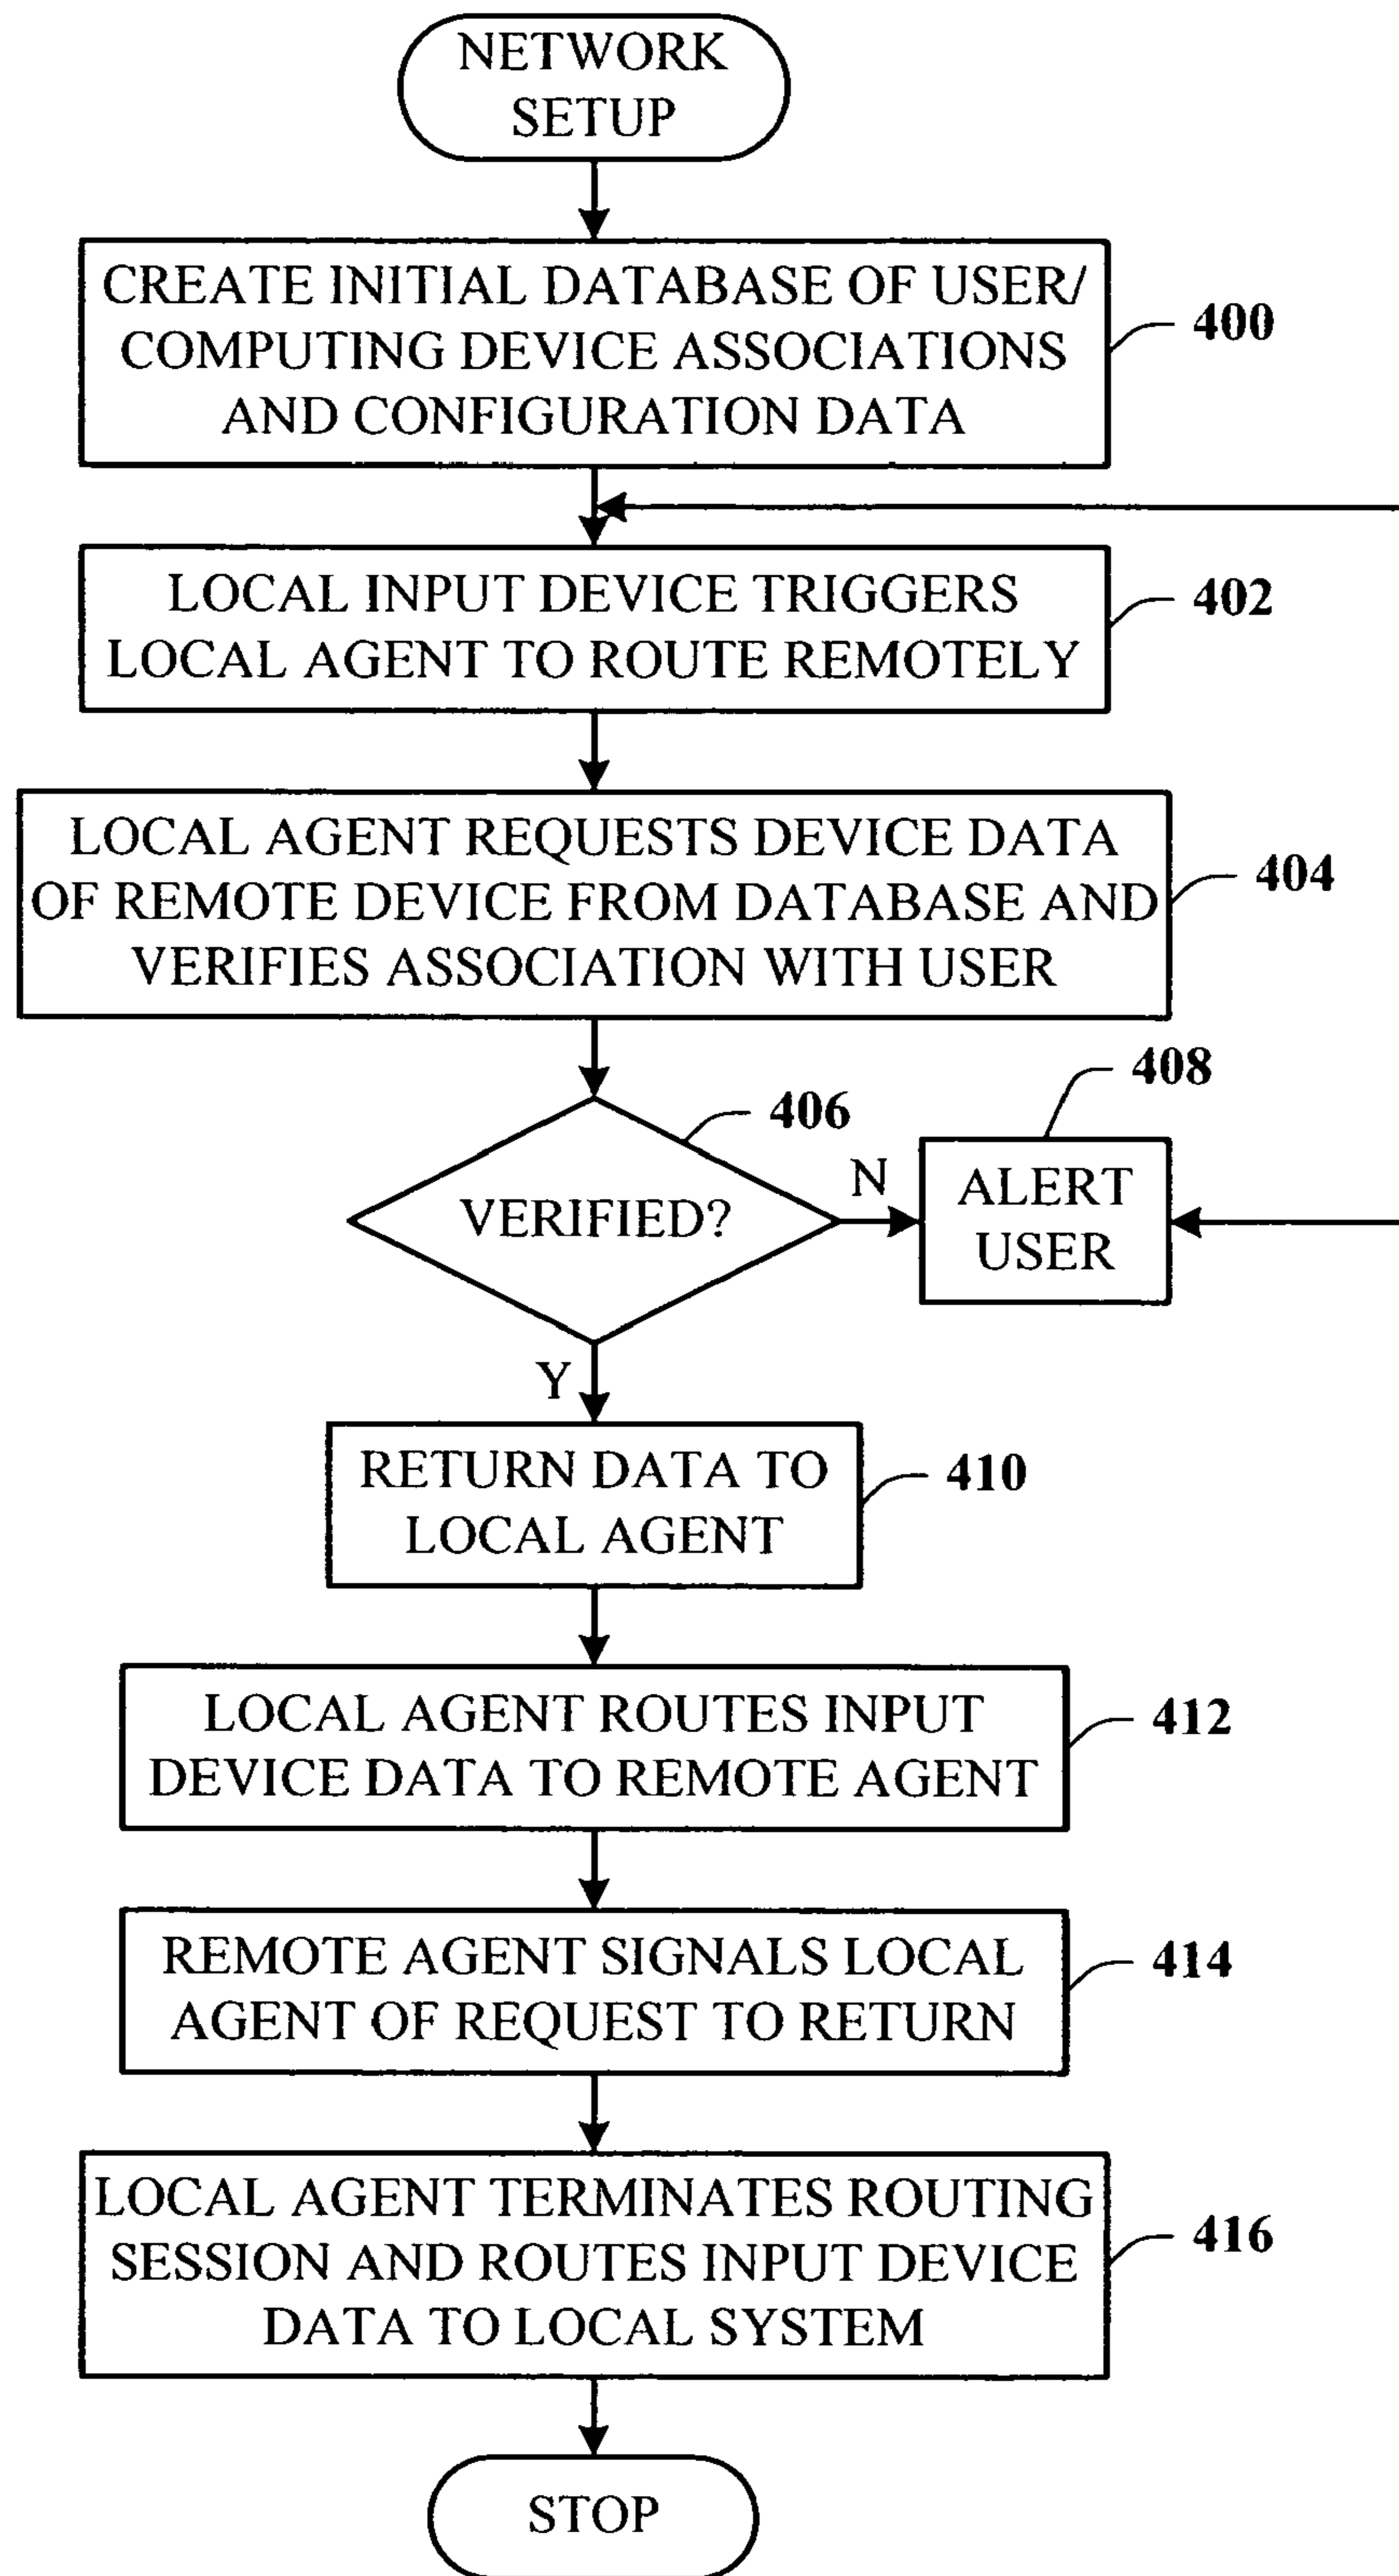 NETWORK
SETUP
CREATE INITIAL DATABASE OF USER/
COMPUTING DEVICE ASSOCIATIONS
AND CONFIGURATION DATA
400
LOCAL INPUT DEVICE TRIGGERS
LOCAL AGENT TO ROUTE REMOTELY
402
LOCAL AGENT REQUESTS DEVICE DATA
OF REMOTE DEVICE FROM DATABASE AND
VERIFIES ASSOCIATION WITH USER
404
VERIFIED?
406
N
ALERT
USER
408
Y
RETURN DATA TO
LOCAL AGENT
410
LOCAL AGENT ROUTES INPUT
DEVICE DATA TO REMOTE AGENT
412
REMOTE AGENT SIGNALS LOCAL
AGENT OF REQUEST TO RETURN
414
LOCAL AGENT TERMINATES ROUTING
SESSION AND ROUTES INPUT DEVICE
DATA TO LOCAL SYSTEM
416
STOP